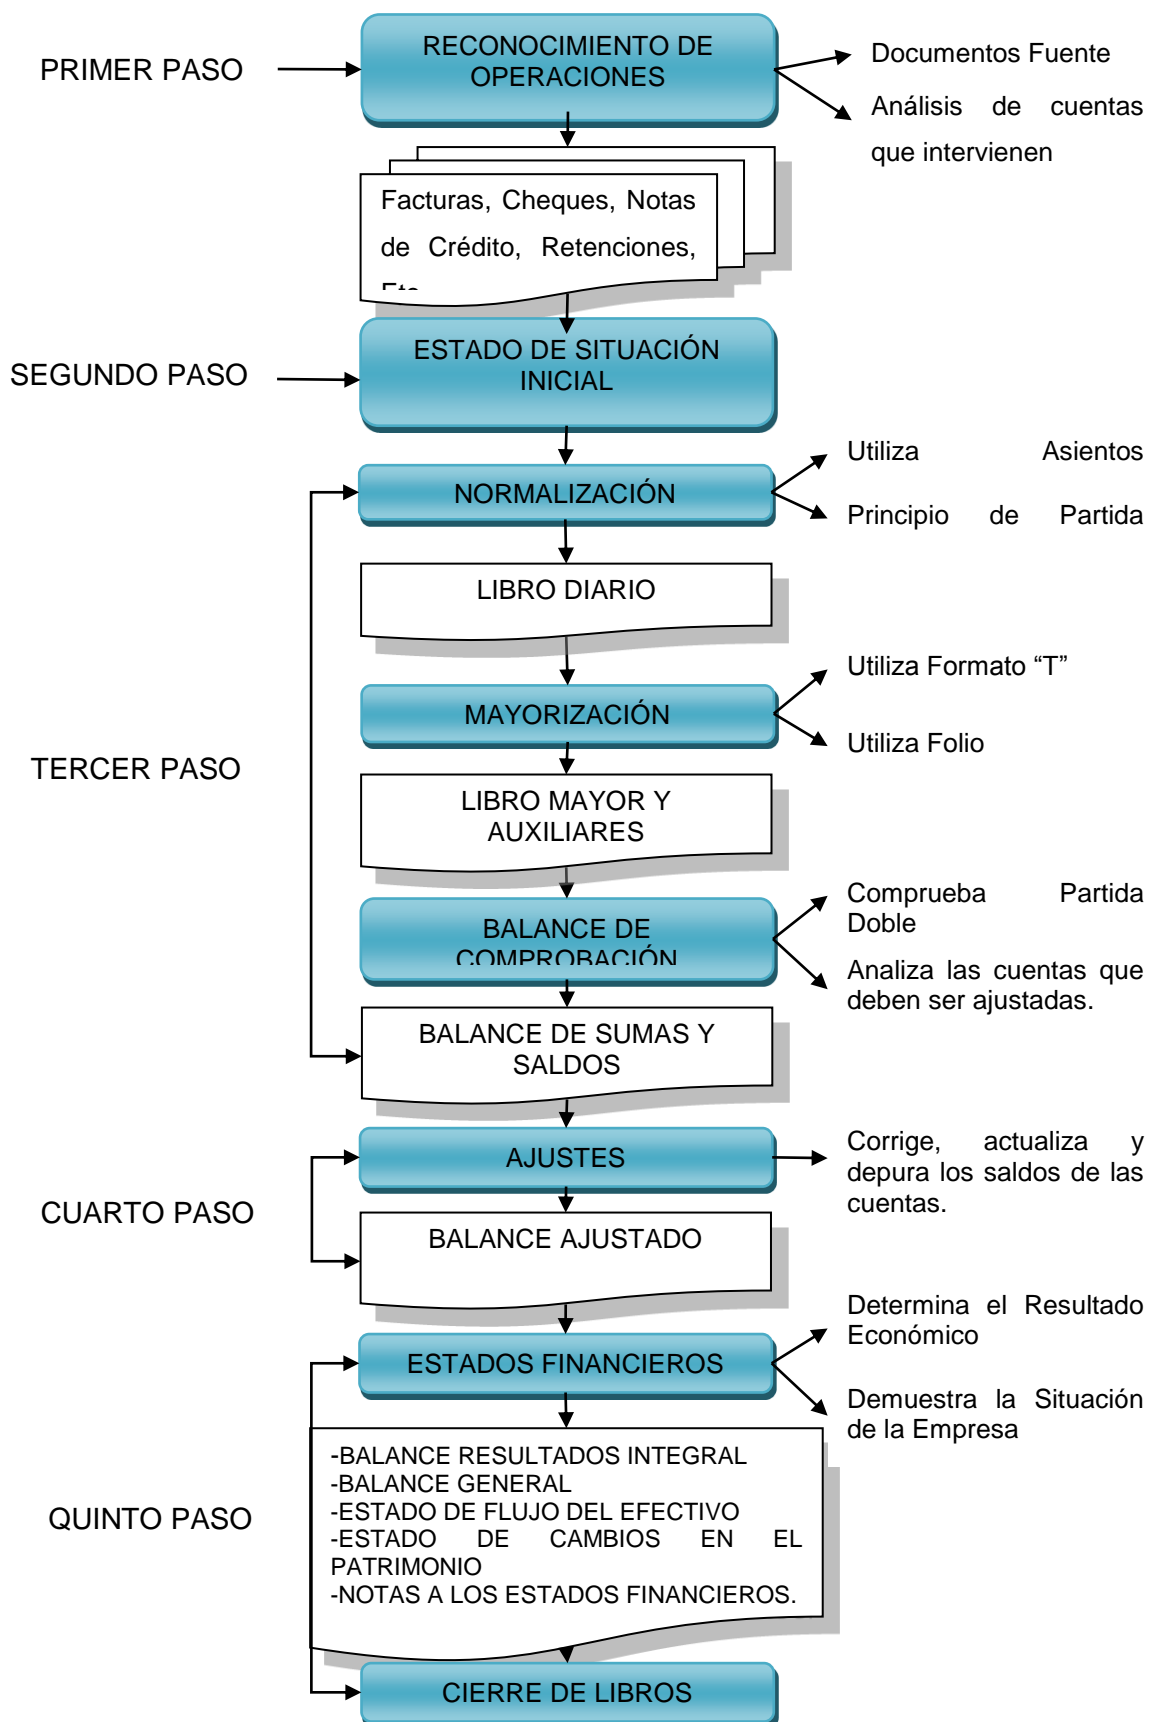 PRIMER PASO
RECONOCIMIENTO DE
OPERACIONES
Documentos Fuente
Análisis de cuentas
que intervienen
Facturas, Cheques, Notas
de Crédito, Retenciones,
SEGUNDO PASO
ESTADO DE SITUACIÓN
INICIAL
NORMALIZACIÓN
Utiliza Asientos
Principio de Partida
LIBRO DIARIO
TERCER PASO
MAYORIZACIÓN
Utiliza Formato “T”
Utiliza Folio
LIBRO MAYOR Y
AUXILIARES
BALANCE DE
COMPROBACIÓN
Comprueba Partida
Doble
Analiza las cuentas que
deben ser ajustadas.
BALANCE DE SUMAS Y
SALDOS
CUARTO PASO
AJUSTES
Corrige, actualiza y
depura los saldos de las
cuentas.
BALANCE AJUSTADO
QUINTO PASO
ESTADOS FINANCIEROS
Determina el Resultado
Económico
Demuestra la Situación
de la Empresa
-BALANCE RESULTADOS INTEGRAL
-BALANCE GENERAL
-ESTADO DE FLUJO DEL EFECTIVO
-ESTADO DE CAMBIOS EN EL
PATRIMONIO
-NOTAS A LOS ESTADOS FINANCIEROS.
CIERRE DE LIBROS